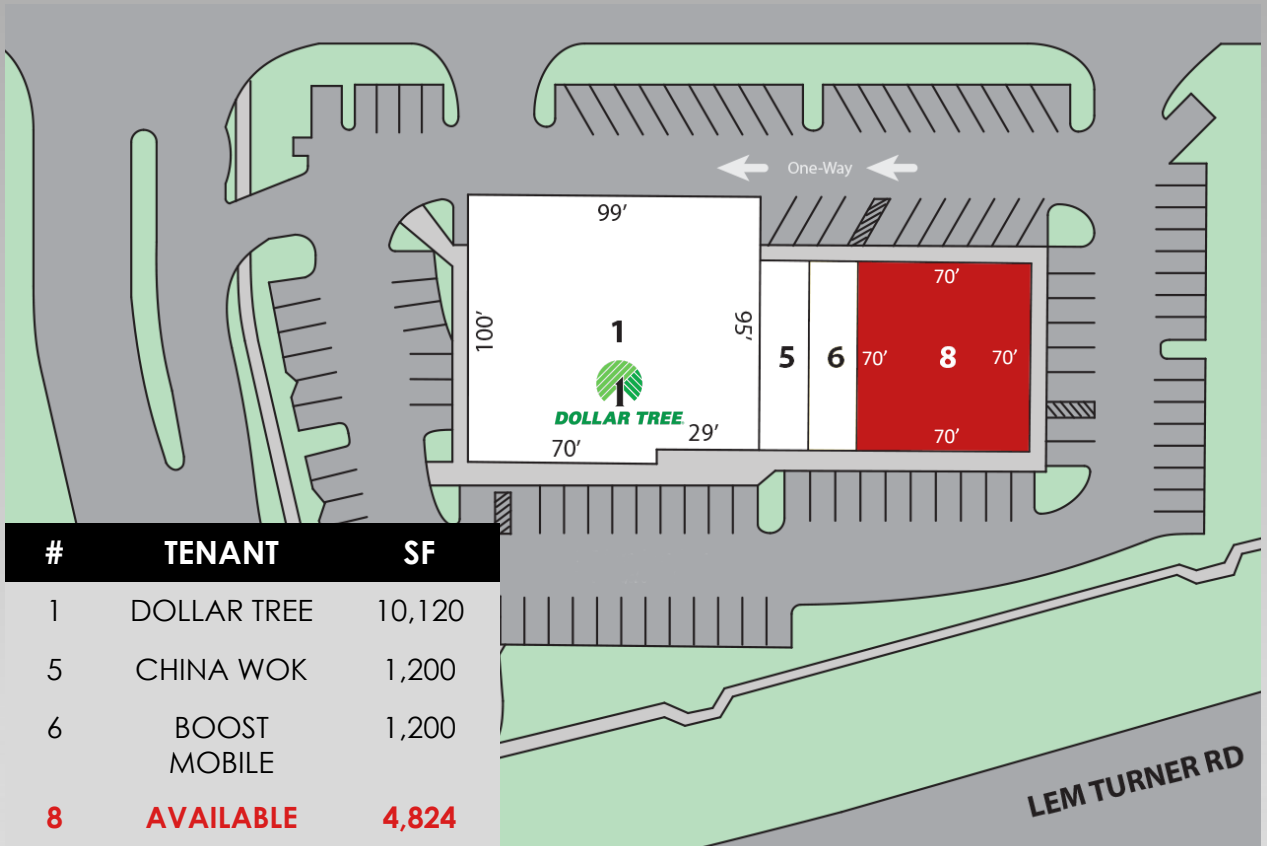 One-Way
99’
100’
95’
1
DOLLAR TREE
70’
29’
5
6
70’
70’
8
70’
70’
# TENANT SF
1 DOLLAR TREE 10,120
5 CHINA WOK 1,200
6 BOOST MOBILE 1,200
8 AVAILABLE 4,824
LEM TURNER RD